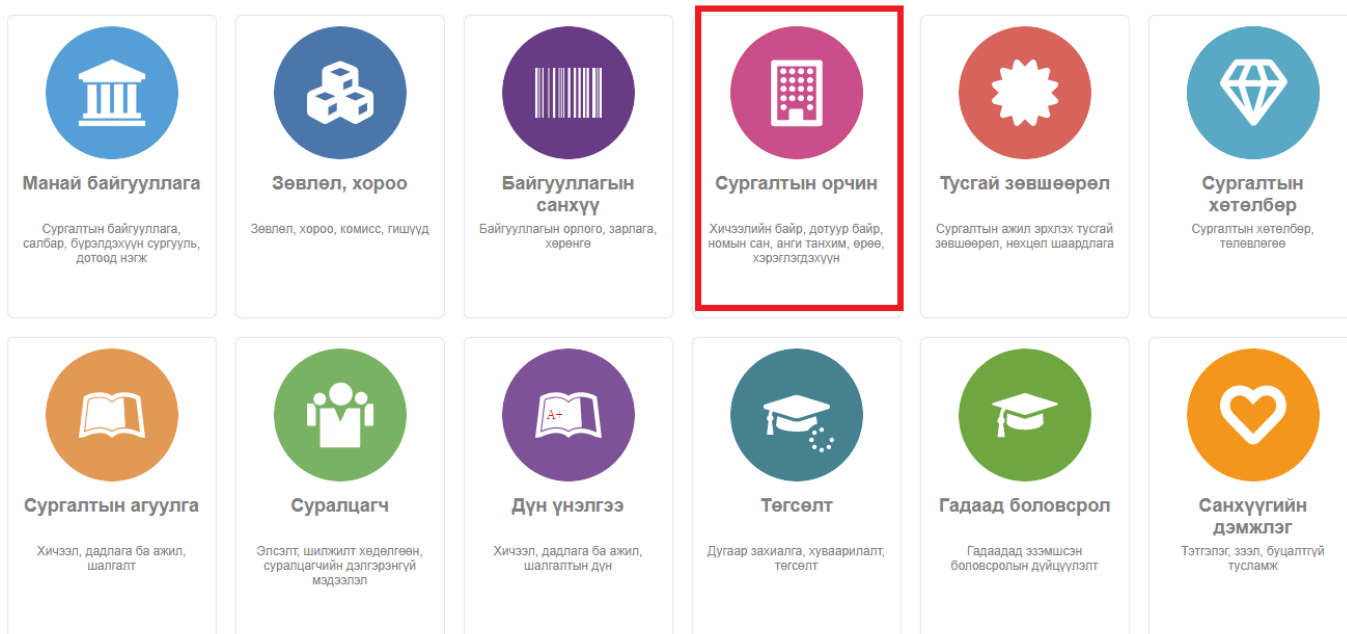 Манай байгууллага
Сургалтын байгууллага,
салбар, бүрэлдэхүүн сургууль,
дотоод нэгж
Зөвлөл, хороо
Зөвлөл, хороо, комисс, гишүүд
Байгууллагын
санхүү
Байгууллагын орлого, зарлага,
хөрөнгө
Сургалтын орчин
Хичээлийн байр, дотуур байр,
номын сан, анги танхим, өрөө,
хэрэглэгдэхүүн
Тусгай зөвшөөрөл
Сургалтын ажил эрхлэх тусгай
зөвшөөрөл, нөхцөл шаардлага
Сургалтын
хөтөлбөр
Сургалтын хөтөлбөр,
төлөвлөгөө
Сургалтын агуулга
Хичээл, дадлага ба ажил,
шалгалт
Суралцагч
Элсэлт, шилжилт хөдөлгөөн,
суралцагчийн дэлгэрэнгүй
мэдээлэл
A+
Дүн үнэлгээ
Хичээл, дадлага ба ажил,
шалгалтын дүн
Төгсөлт
Дугаар захиалга, хуваарилалт,
төгсөлт
Гадаад боловсрол
Гадаадад эзэмшсэн
боловсролын дүйцүүлэлт
Санхүүгийн
дэмжлэг
Тэтгэлэг, зээл, буцалтгүй
тусламж